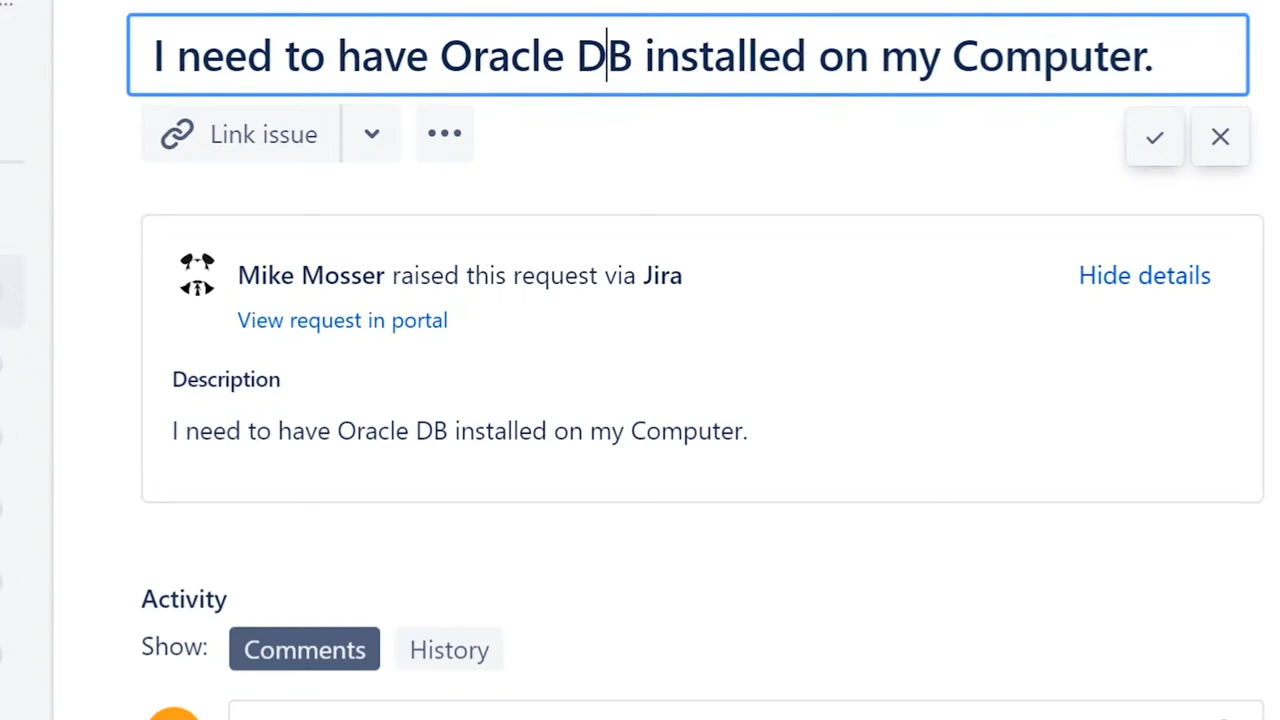 I need to have Oracle DB installed on my Computer.
Link issue
Mike Mosser raised this request via Jira
Hide details
View request in portal
Description
I need to have Oracle DB installed on my Computer.
Activity
Show: Comments History